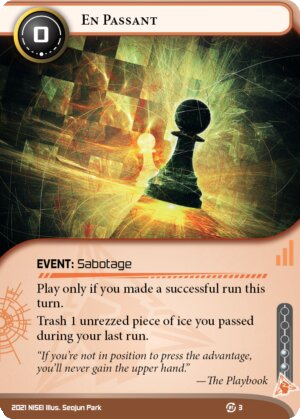 En Passant
0
EVENT: Sabotage
Play only if you made a successful run this
turn.
Trash 1 unrezzed piece of ice you passed
during your last run.
"If you're not in position to press the advantage,
you'll never gain the upper hand."
—The Playbook
2021 NISEI Illus. Seojun Park
3